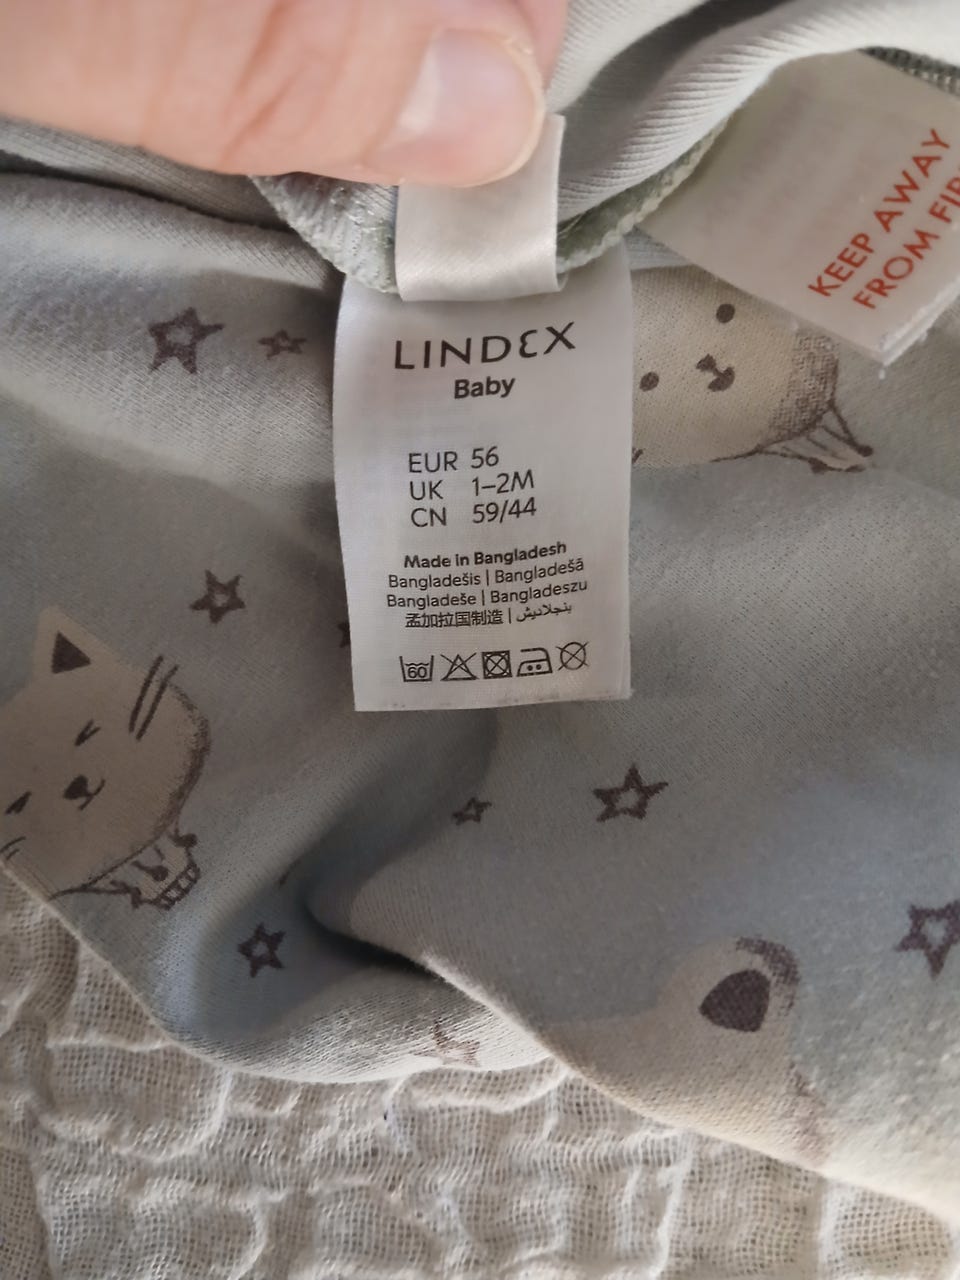 LINDEX
Baby
EUR 56
UK 1–2M
CN 59/44
Made in Bangladesh
Bangladešis | Bangladešā
Bangladeše | Bangladeszu
孟加拉国制造 | بنجلاديش
60
KEEP AWAY
FROM